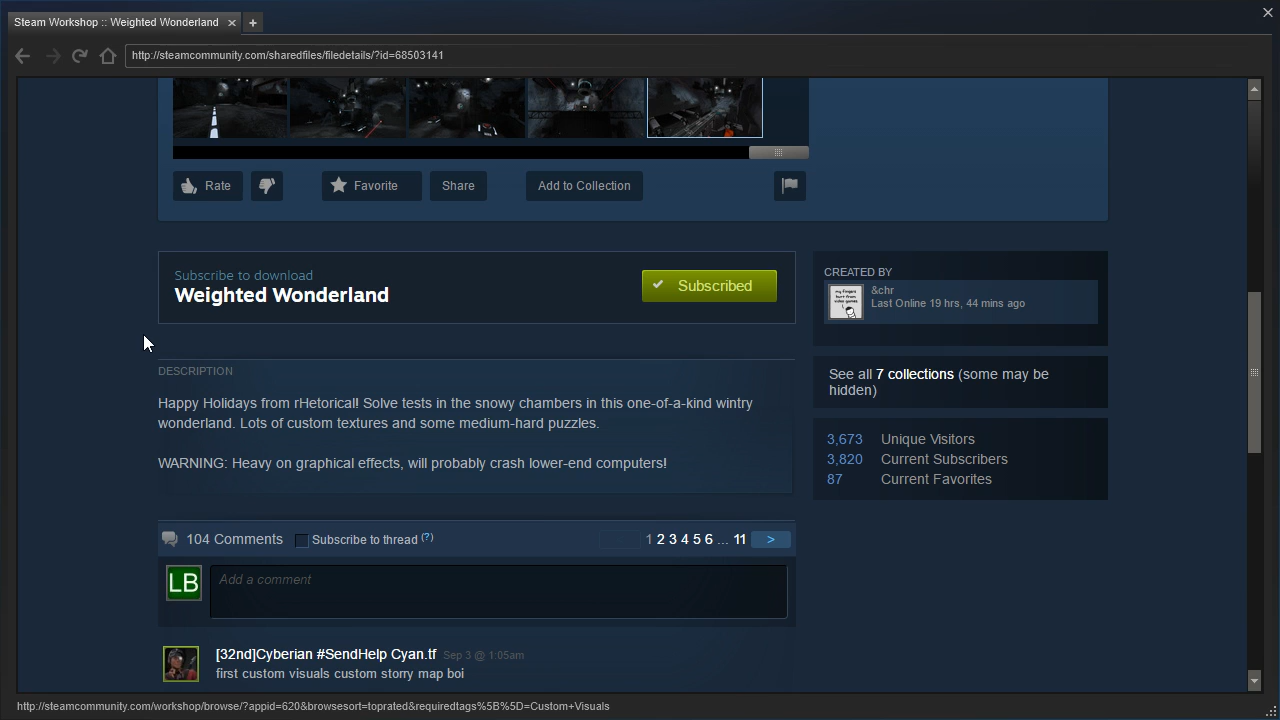 Steam Workshop :: Weighted Wonderland
http://steamcommunity.com/sharedfiles/filedetails/?id=68503141
Rate
Favorite
Share
Add to Collection
Subscribe to download
Weighted Wonderland
Subscribed
CREATED BY
my fingers
hurt from
video games
&chr
Last Online 19 hrs, 44 mins ago
See all 7 collections (some may be
hidden)
3,673 Unique Visitors
3,820 Current Subscribers
87 Current Favorites
DESCRIPTION
Happy Holidays from rHetorical! Solve tests in the snowy chambers in this one-of-a-kind wintry
wonderland. Lots of custom textures and some medium-hard puzzles.
WARNING: Heavy on graphical effects, will probably crash lower-end computers!
104 Comments Subscribe to thread (?) < 1 2 3 4 5 6 ... 11 >
LB
Add a comment
[32nd]Cyberian #SendHelp Cyan.tf Sep 3 @ 1:05am
first custom visuals custom storry map boi
http://steamcommunity.com/workshop/browse/?appid=620&browsesort=toprated&requiredtags%5B%5D=Custom+Visuals